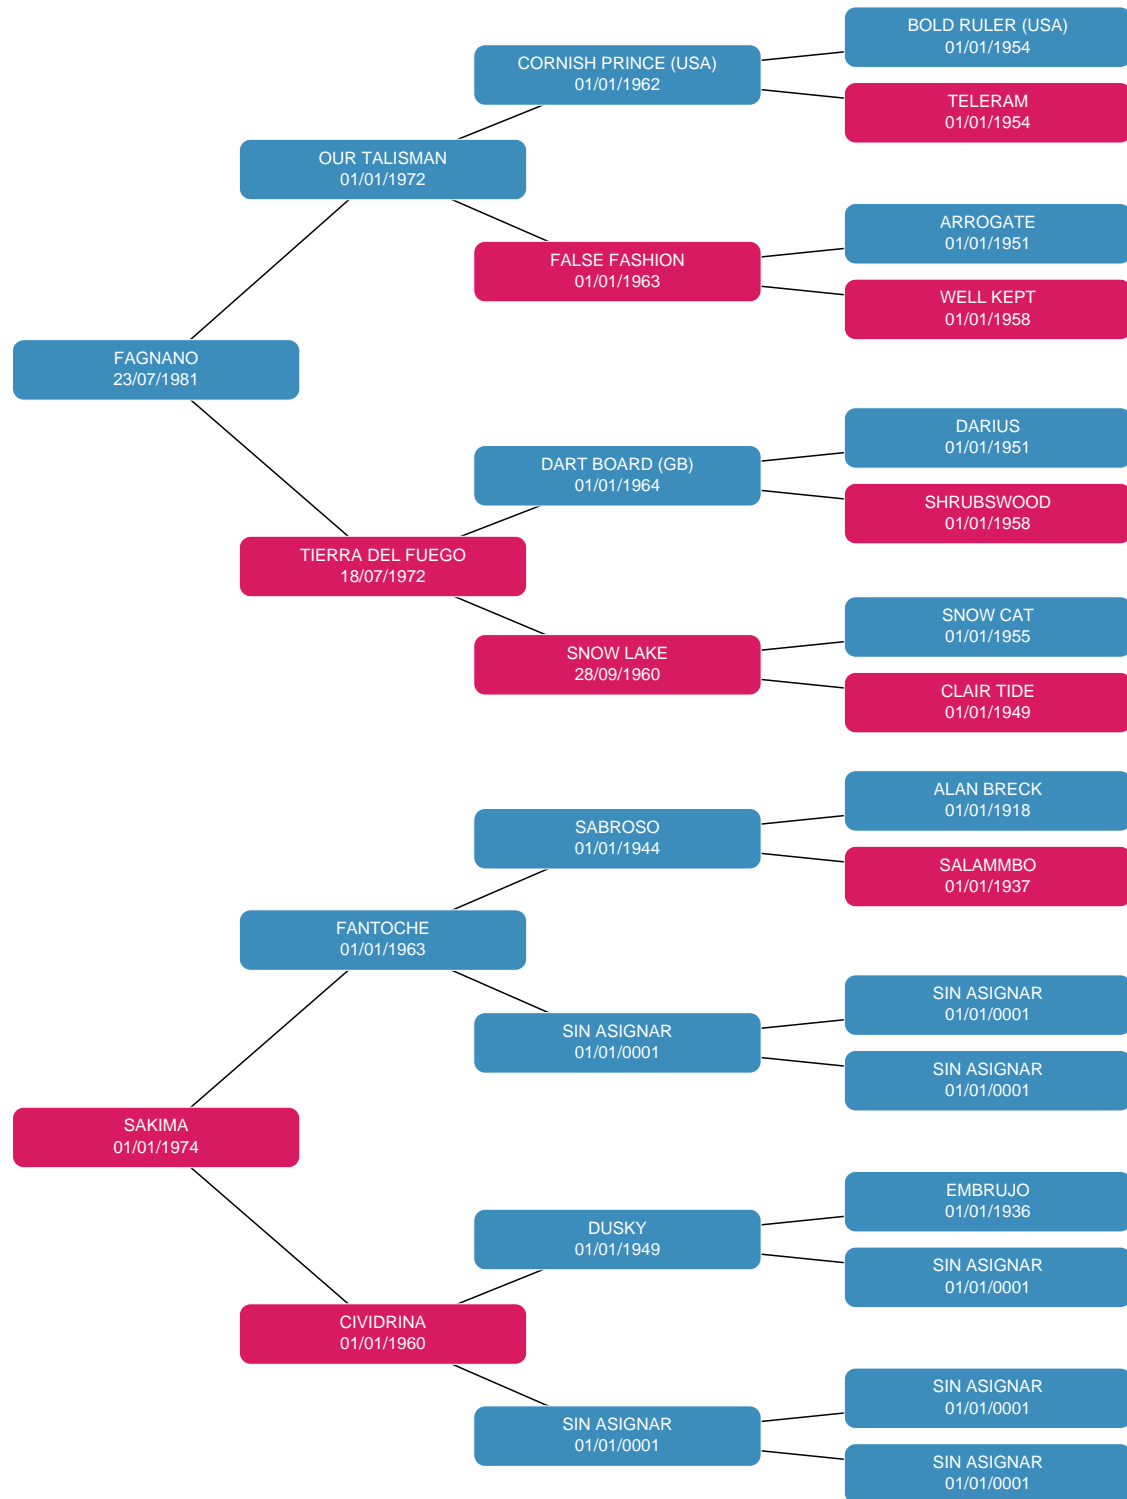 BOLD RULER (USA)
01/01/1954
CORNISH PRINCE (USA)
01/01/1962
TELERAM
01/01/1954
OUR TALISMAN
01/01/1972
ARROGATE
01/01/1951
FALSE FASHION
01/01/1963
WELL KEPT
01/01/1958
FAGNANO
23/07/1981
DARIUS
01/01/1951
DART BOARD (GB)
01/01/1964
SHRUBSWOOD
01/01/1958
TIERRA DEL FUEGO
18/07/1972
SNOW CAT
01/01/1955
SNOW LAKE
28/09/1960
CLAIR TIDE
01/01/1949
ALAN BRECK
01/01/1918
SABROSO
01/01/1944
SALAMMBO
01/01/1937
FANTOCHE
01/01/1963
SIN ASIGNAR
01/01/0001
SIN ASIGNAR
01/01/0001
SIN ASIGNAR
01/01/0001
SAKIMA
01/01/1974
EMBRUJO
01/01/1936
DUSKY
01/01/1949
SIN ASIGNAR
01/01/0001
CIVIDRINA
01/01/1960
SIN ASIGNAR
01/01/0001
SIN ASIGNAR
01/01/0001
SIN ASIGNAR
01/01/0001